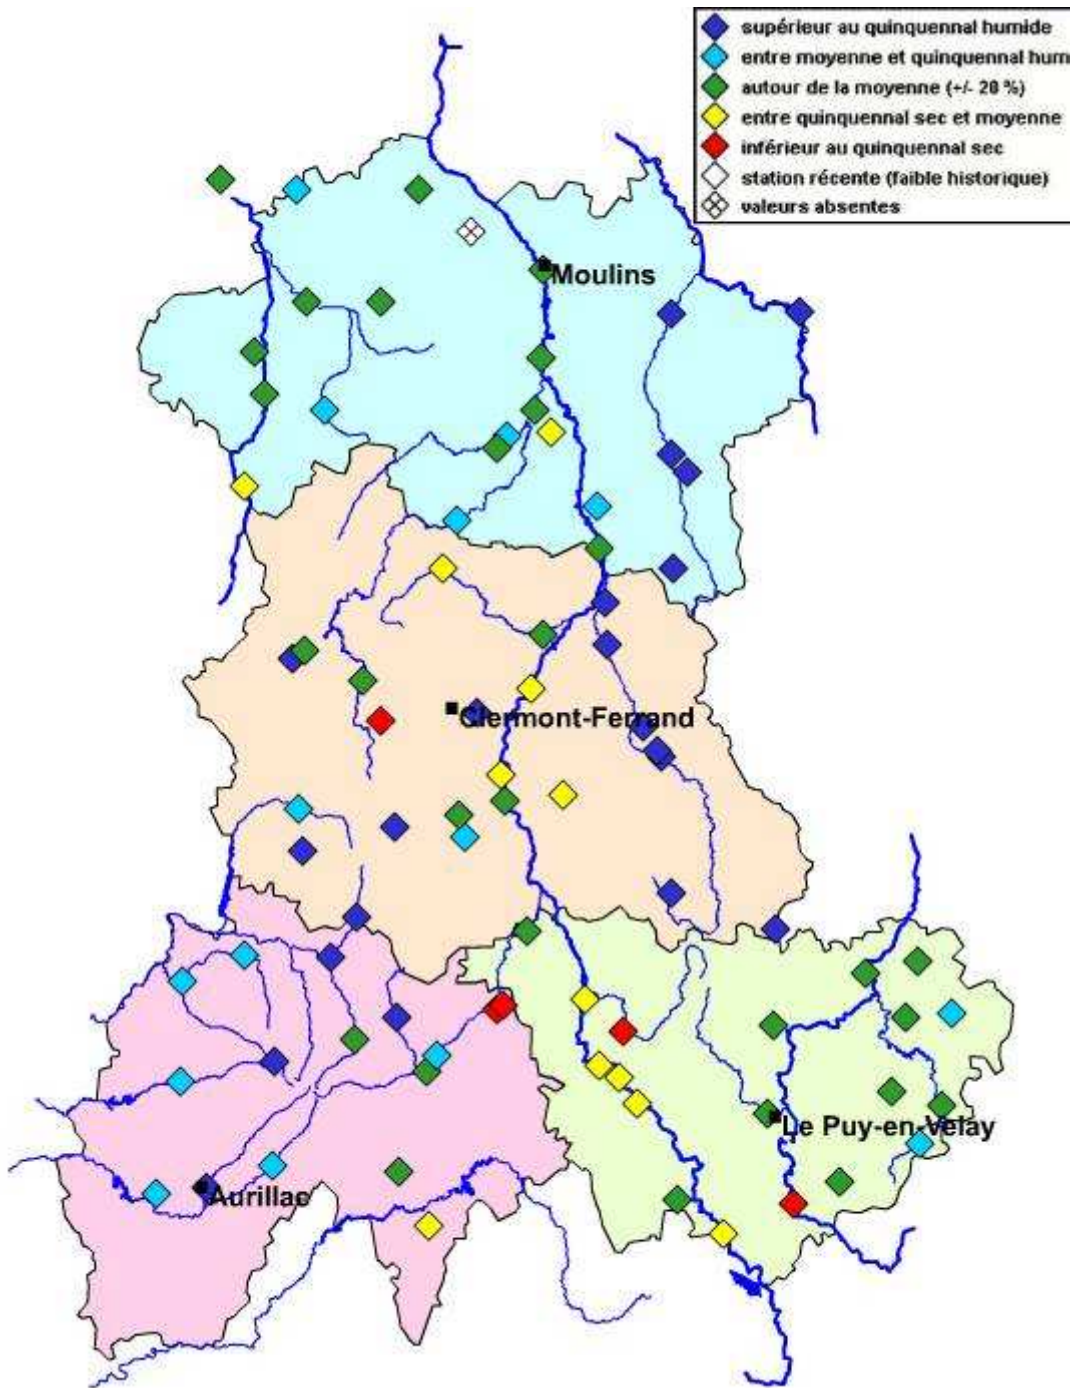 supérieur au quinquennal humide
entre moyenne et quinquennal hum
autour de la moyenne (+/- 20 %)
entre quinquennal sec et moyenne
inférieur au quinquennal sec
station récente (faible historique)
valeurs absentes
Moulins
Clermont-Ferrand
Le Puy-en-Velay
Aurillac